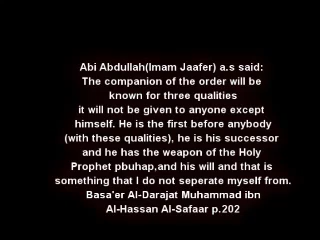 Abi Abdullah(Imam Jaafer) a.s said:
The companion of the order will be
known for three qualities
it will not be given to anyone except
himself. He is the first before anybody
(with these qualities), he is his successor
and he has the weapon of the Holy
Prophet pbuhap,and his will and that is
something that I do not seperate myself from.
Basa'er Al-Darajat Muhammad ibn
Al-Hassan Al-Safaar p.202